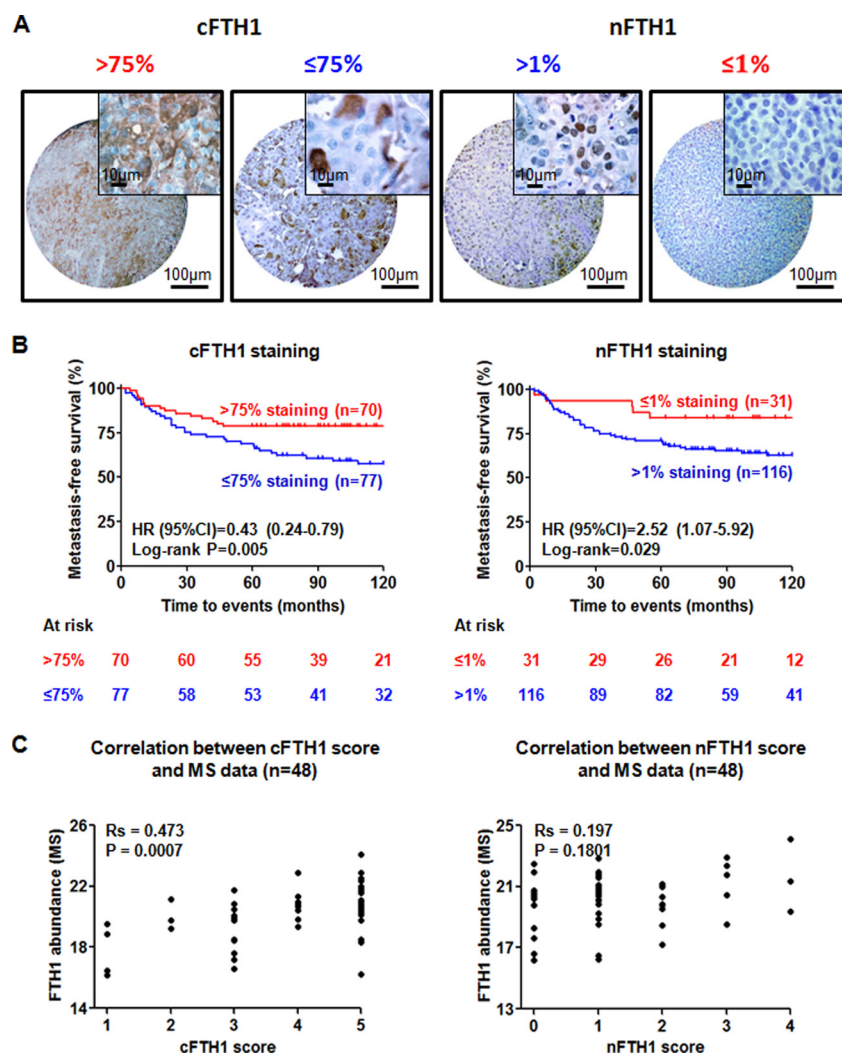 A
cFTH1 nFTH1
>75% ≤75% >1% ≤1%
10µm 10µm 10µm 10µm
100µm 100µm 100µm 100µm
B
cFTH1 staining
Metastasis-free survival (%)
100
75
50
25
0
>75% staining (n=70)
≤75% staining (n=77)
HR (95%CI)=0.43 (0.24-0.79)
Log-rank P=0.005
0 30 60 90 120
Time to events (months)
At risk
>75% 70 60 55 39 21
≤75% 77 58 53 41 32
nFTH1 staining
Metastasis-free survival (%)
100
75
50
25
0
≤1% staining (n=31)
>1% staining (n=116)
HR (95%CI)=2.52 (1.07-5.92)
Log-rank=0.029
0 30 60 90 120
Time to events (months)
At risk
≤1% 31 29 26 21 12
>1% 116 89 82 59 41
C
Correlation between cFTH1 score
and MS data (n=48)
FTH1 abundance (MS)
26
22
18
14
Rs = 0.473
P = 0.0007
1 2 3 4 5
cFTH1 score
Correlation between nFTH1 score
and MS data (n=48)
FTH1 abundance (MS)
25
21
17
13
Rs = 0.197
P = 0.1801
0 1 2 3 4
nFTH1 score